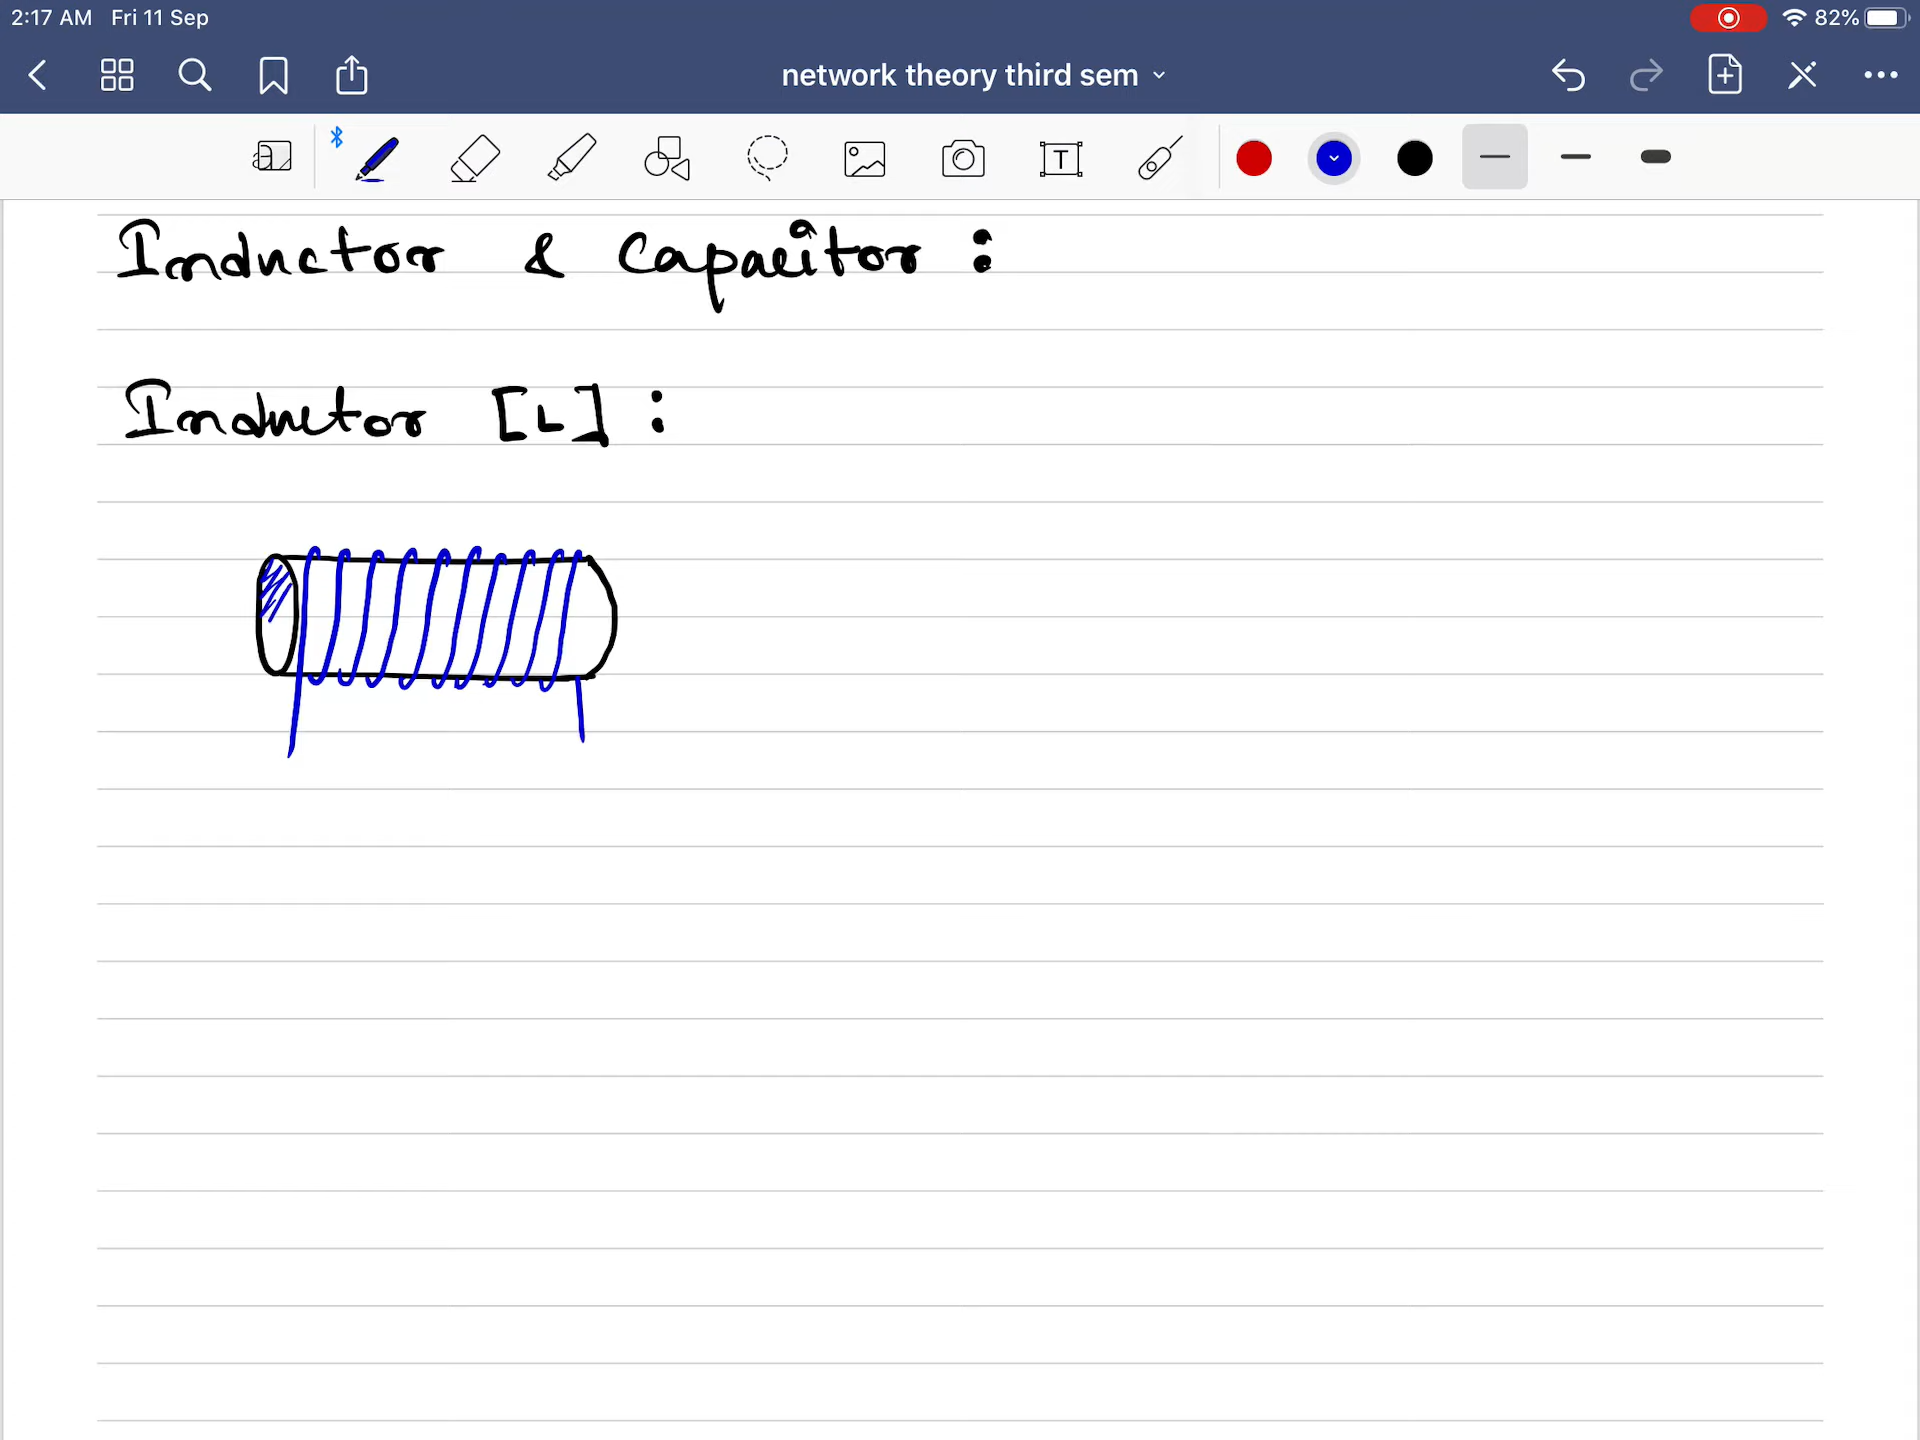 2:17 AM Fri 11 Sep 82%
network theory third sem
T
Inductor & Capacitor :
Inductor [L] :